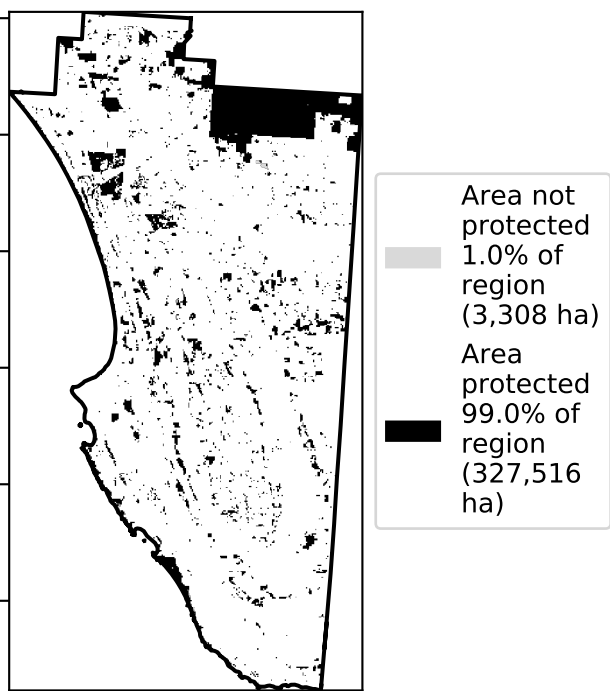 Area not
protected
1.0% of
region
(3,308 ha)
Area
protected
99.0% of
region
(327,516
ha)